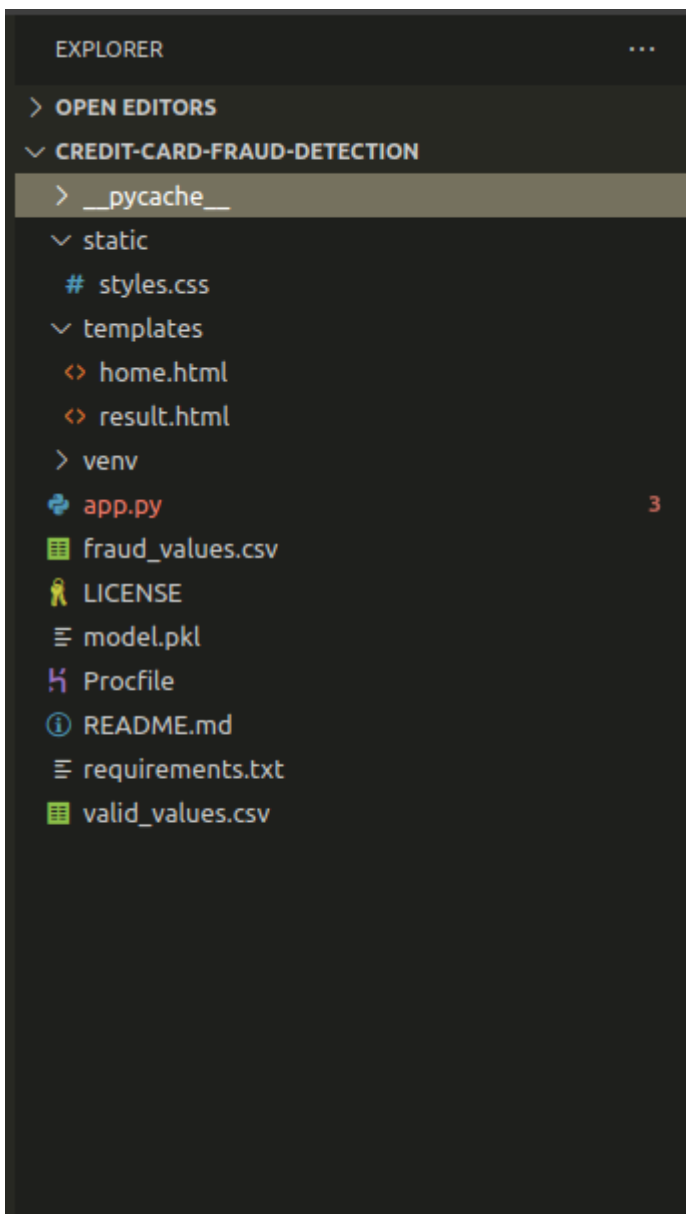 EXPLORER ...
OPEN EDITORS
CREDIT-CARD-FRAUD-DETECTION
__pycache__
static
# styles.css
templates
<> home.html
<> result.html
venv
app.py 3
fraud_values.csv
LICENSE
model.pkl
Procfile
README.md
requirements.txt
valid_values.csv